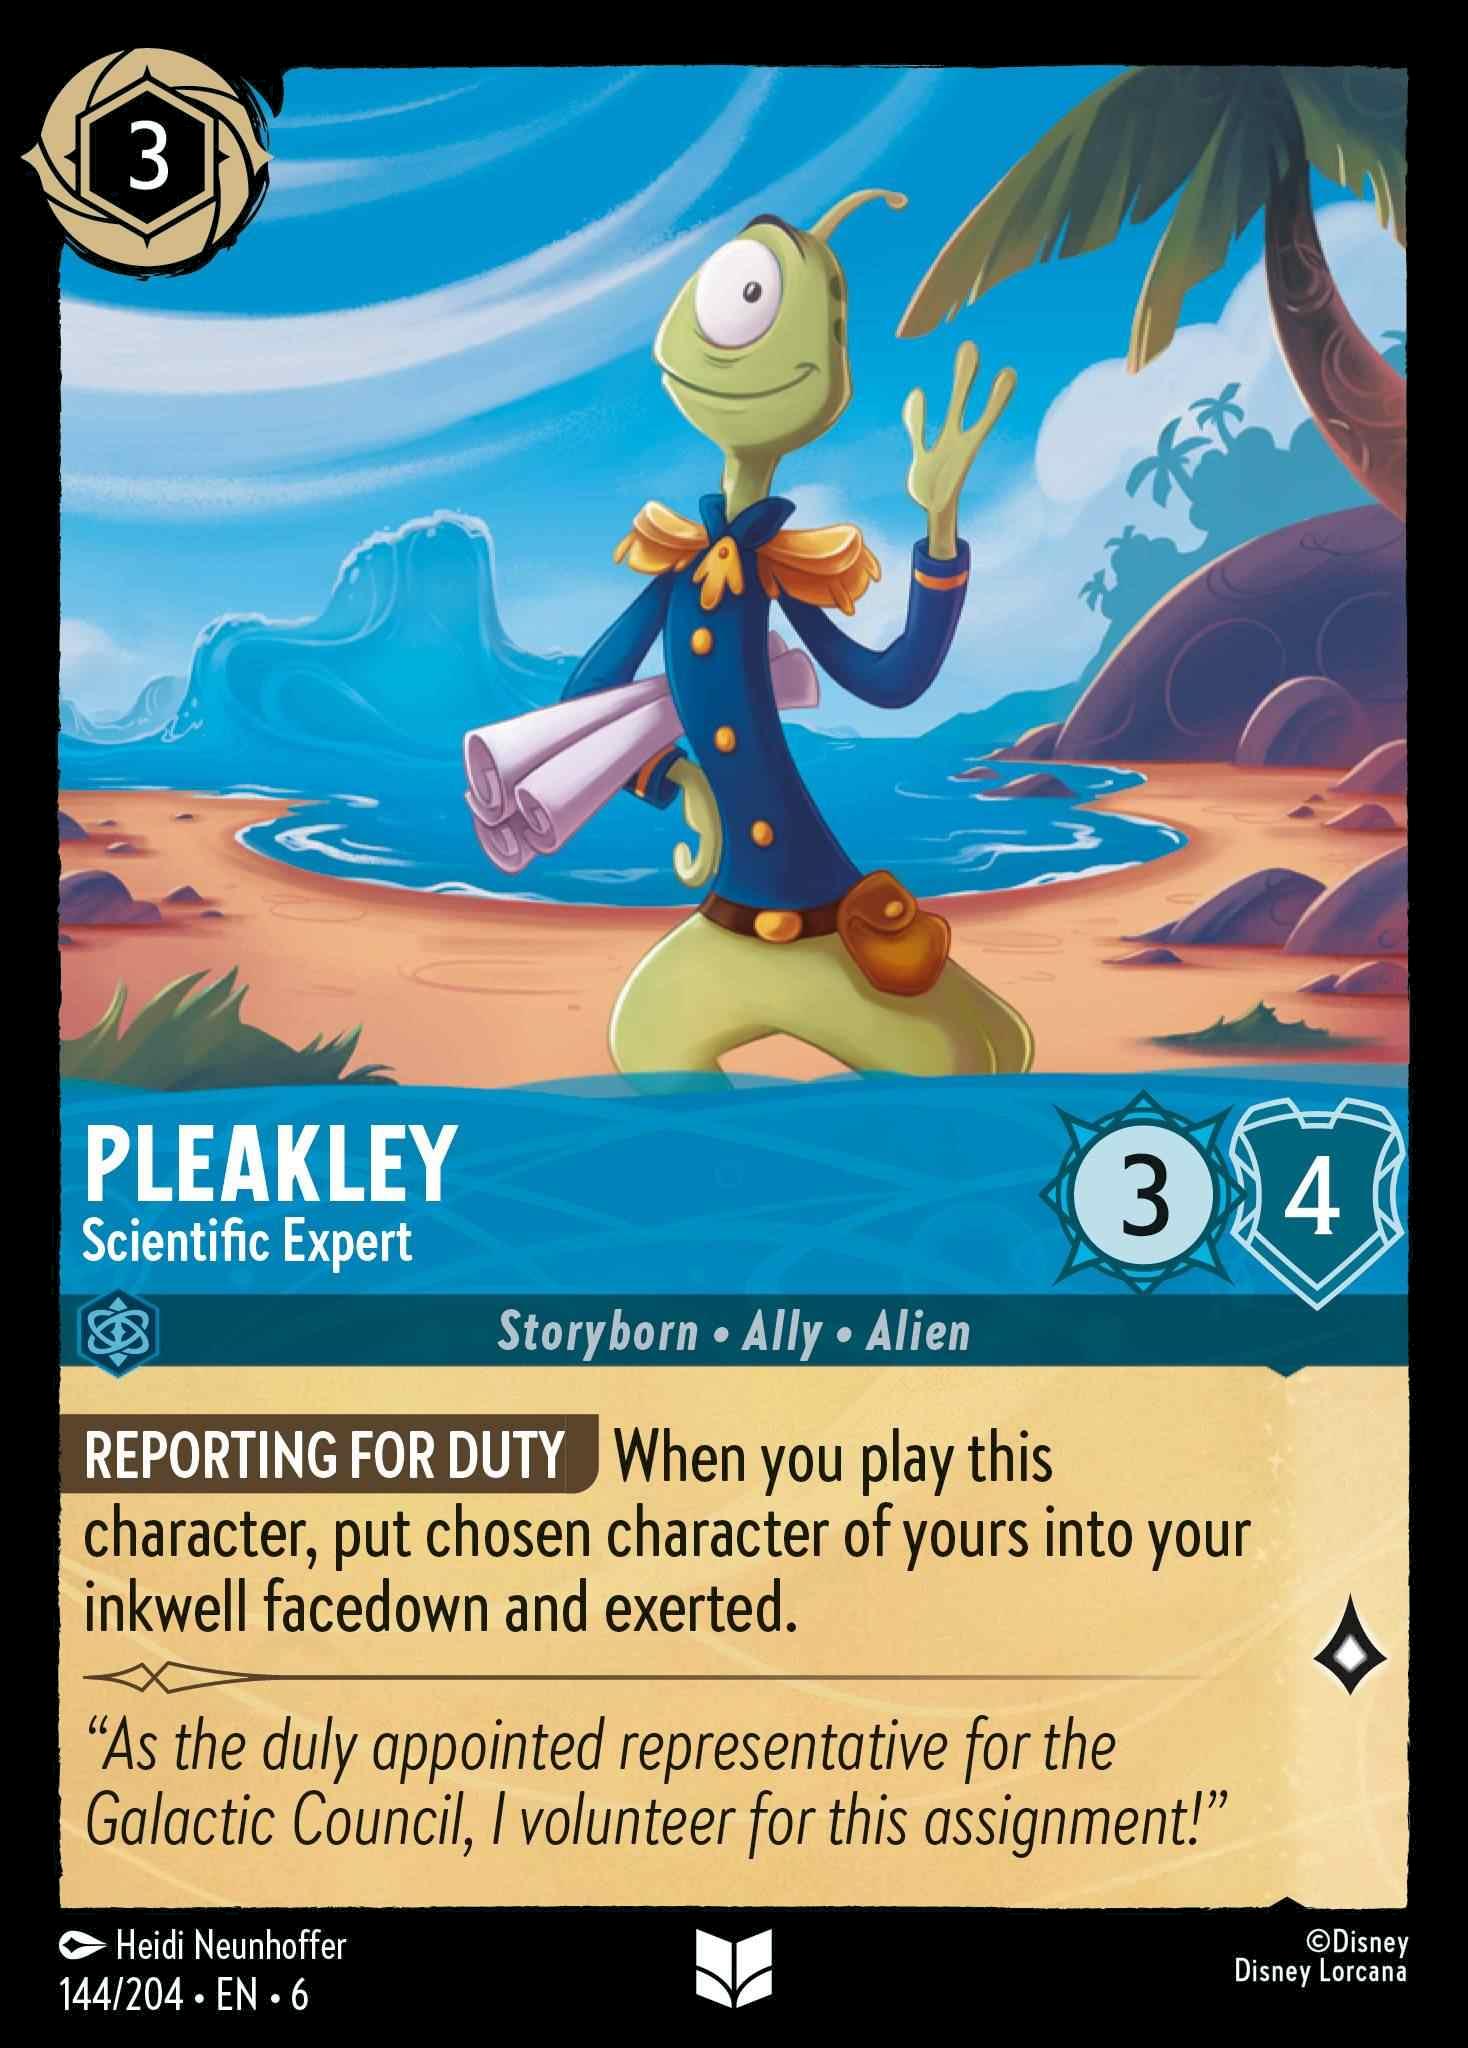 3
PLEAKLEY
Scientific Expert
3 4
Storyborn • Ally • Alien
REPORTING FOR DUTY When you play this
character, put chosen character of yours into your
inkwell facedown and exerted.
“As the duly appointed representative for the
Galactic Council, I volunteer for this assignment!”
Heidi Neunhoffer
144/204 • EN • 6
©Disney
Disney Lorcana